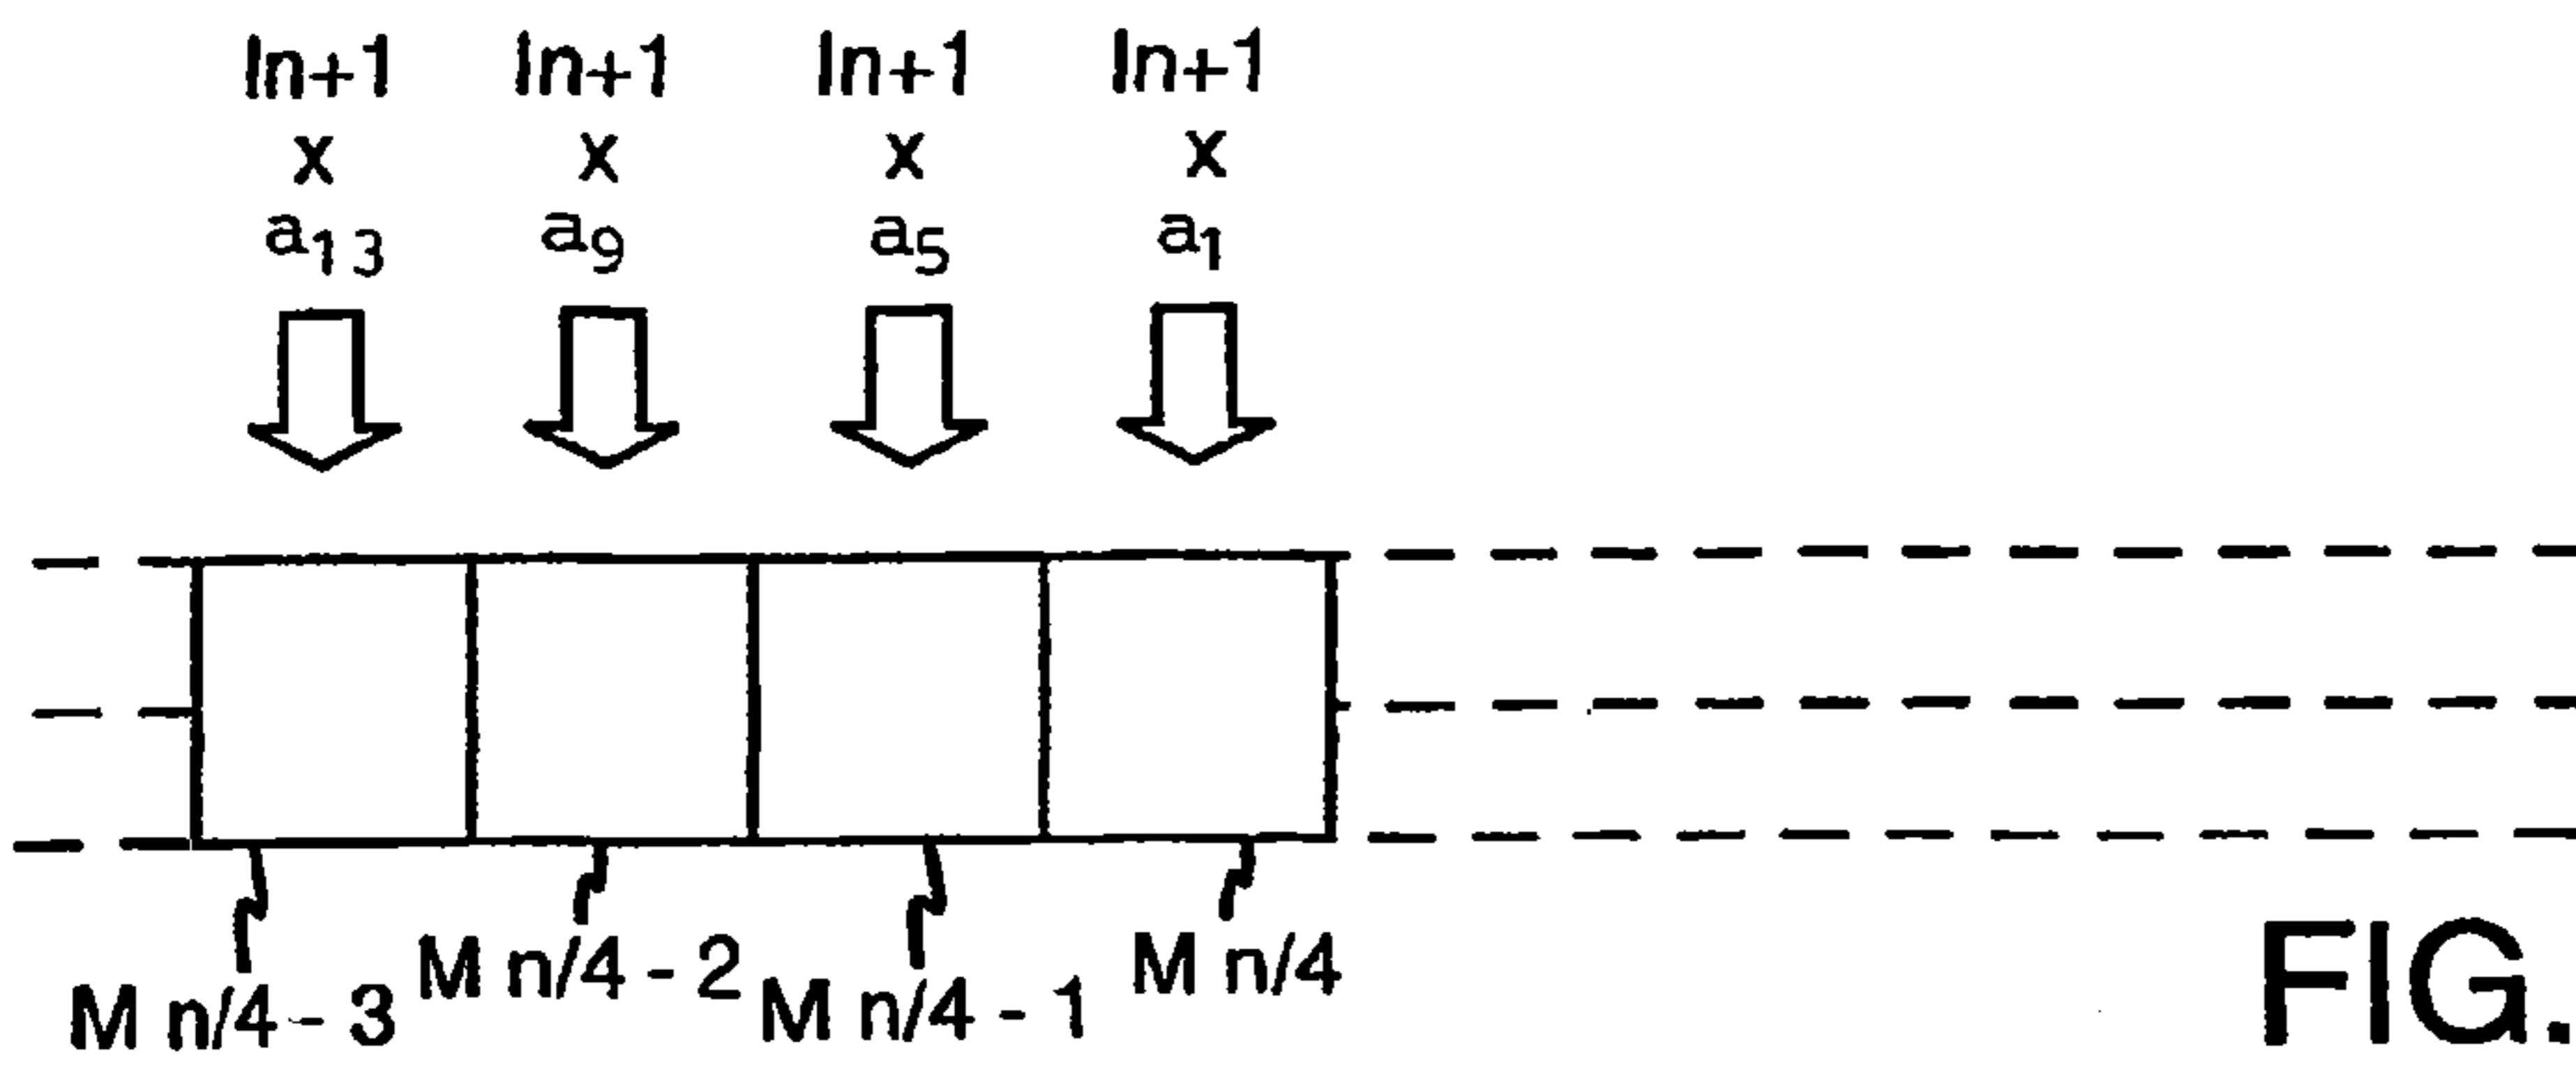 In+1 In+1 In+1 In+1
x x x x
a13 a9 a5 a1
M n/4 - 3 M n/4 - 2 M n/4 - 1 M n/4
FIG.